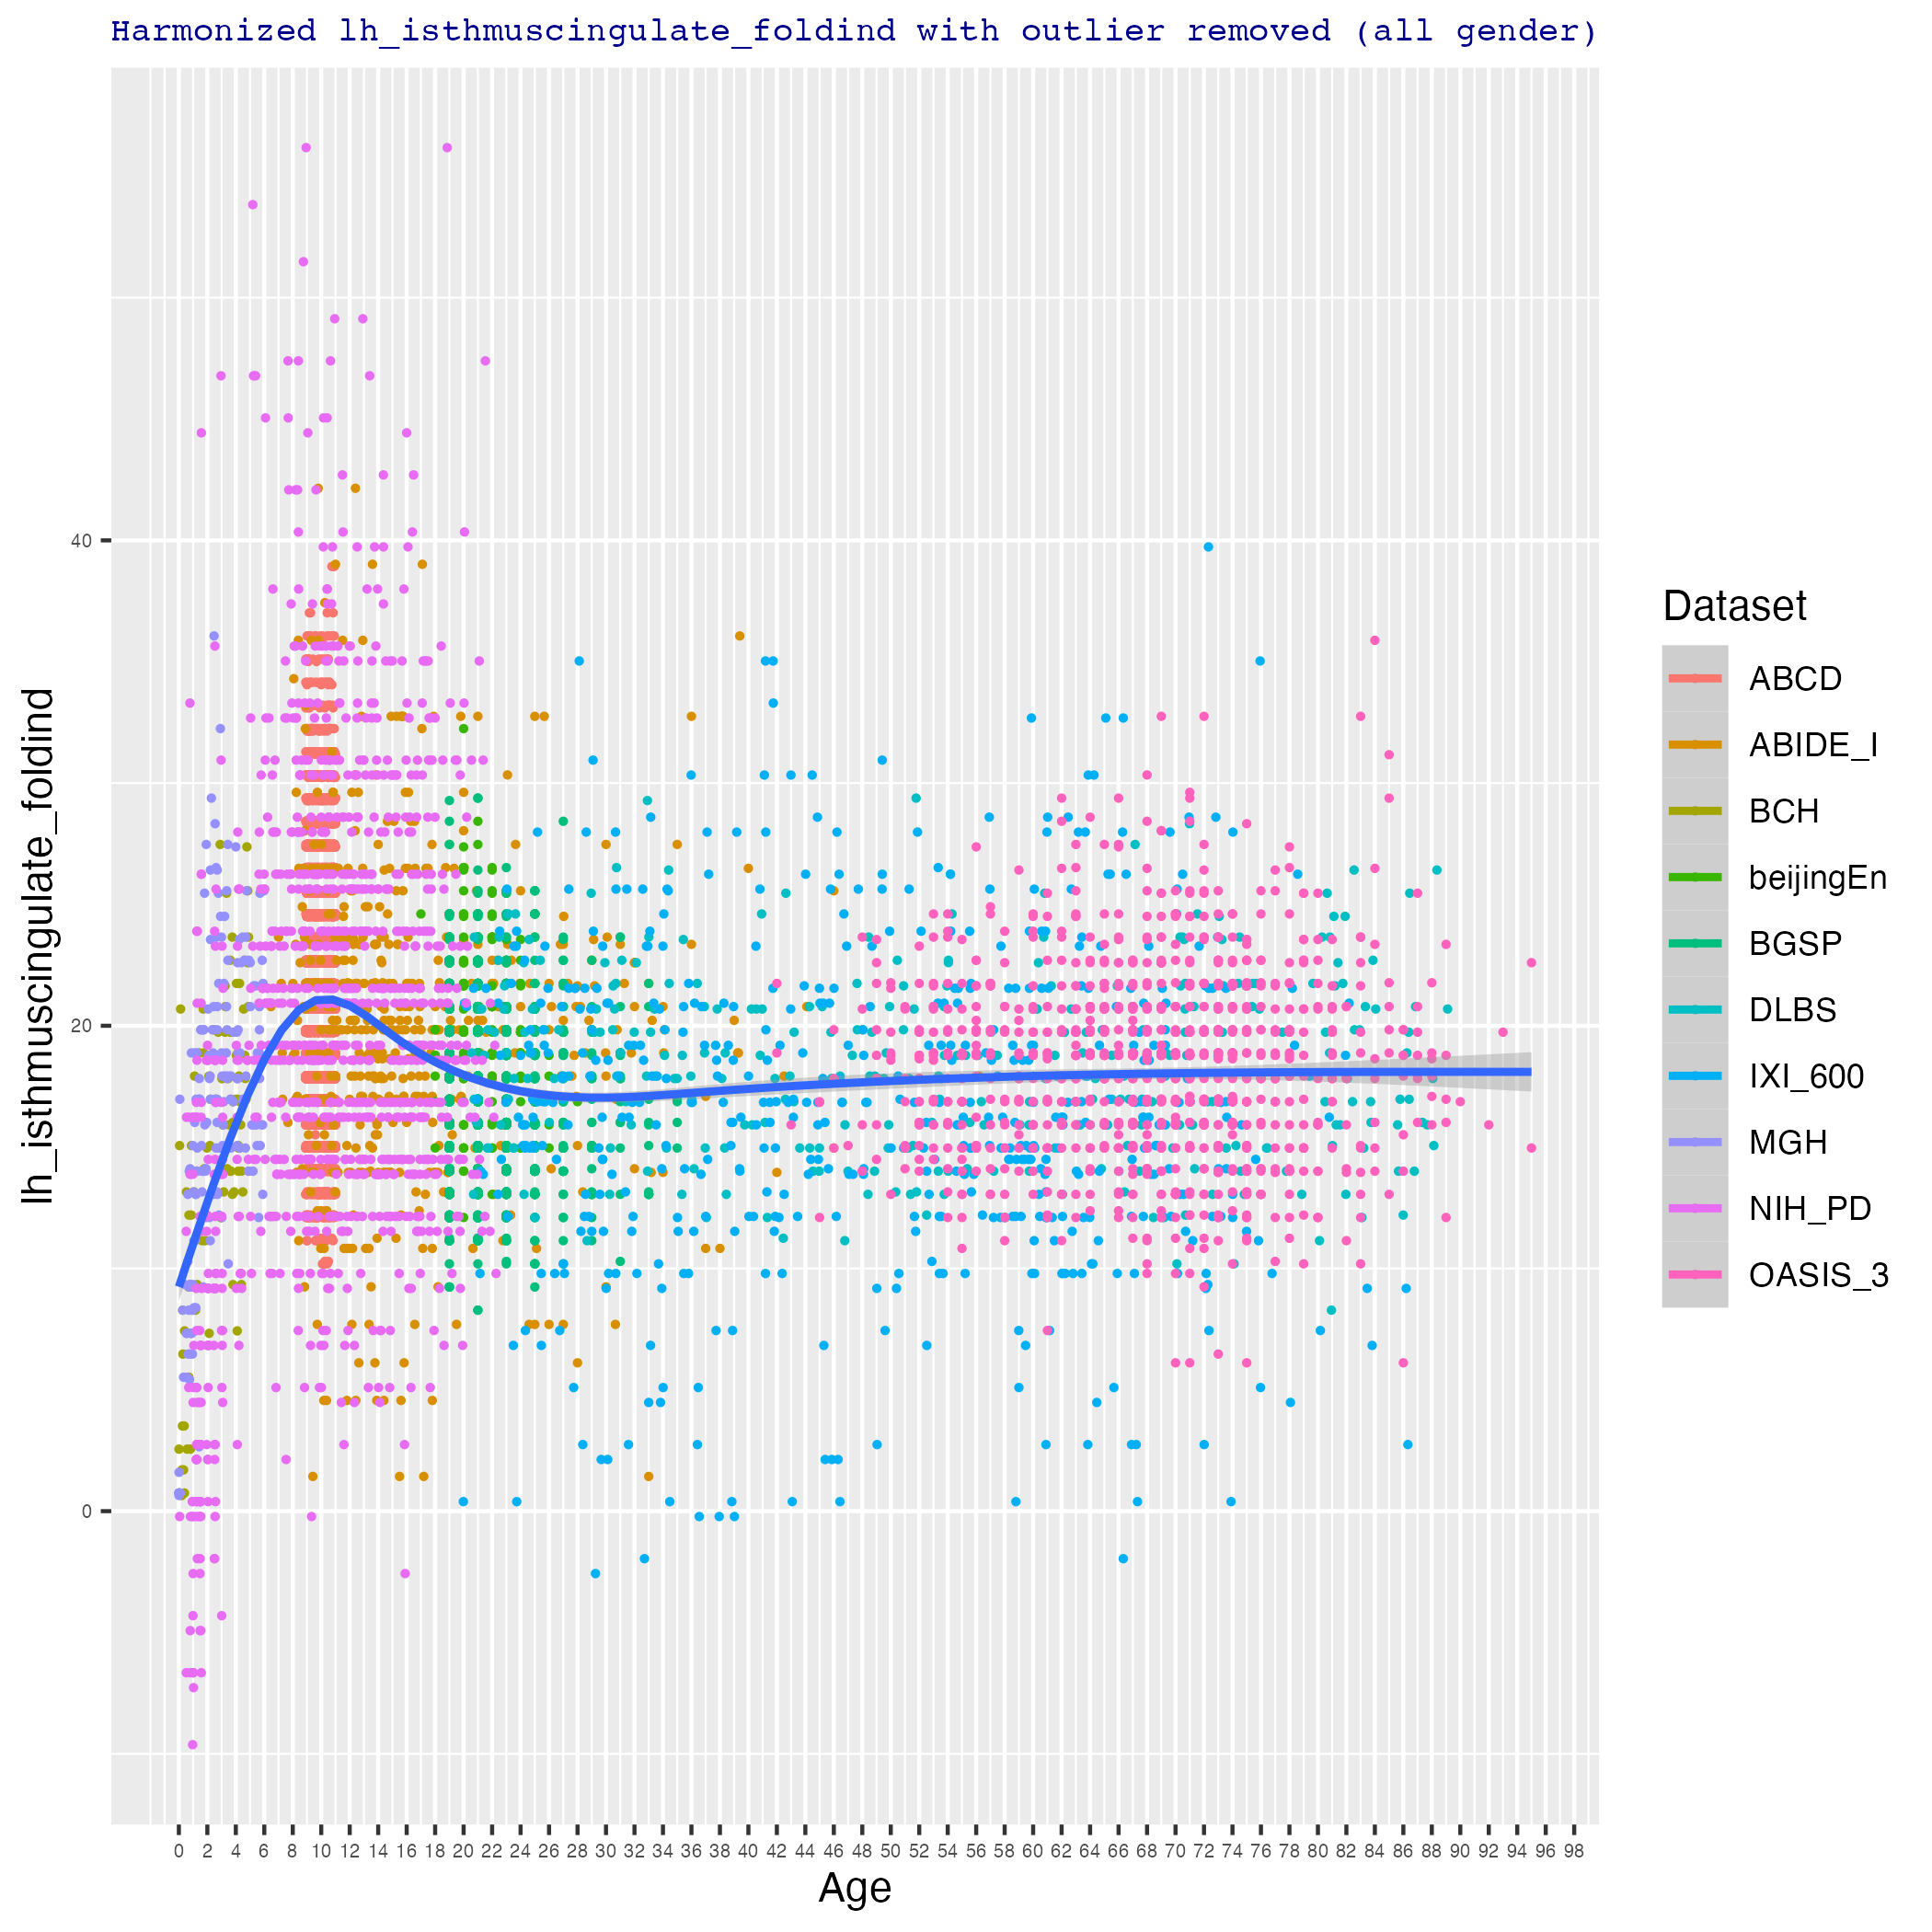 Harmonized lh_isthmuscingulate_foldind with outlier removed (all gender)
lh_isthmuscingulate_foldind
40
20
0
0 2 4 6 8 10 12 14 16 18 20 22 24 26 28 30 32 34 36 38 40 42 44 46 48 50 52 54 56 58 60 62 64 66 68 70 72 74 76 78 80 82 84 86 88 90 92 94 96 98
Age
Dataset
ABCD
ABIDE_I
BCH
beijingEn
BGSP
DLBS
IXI_600
MGH
NIH_PD
OASIS_3